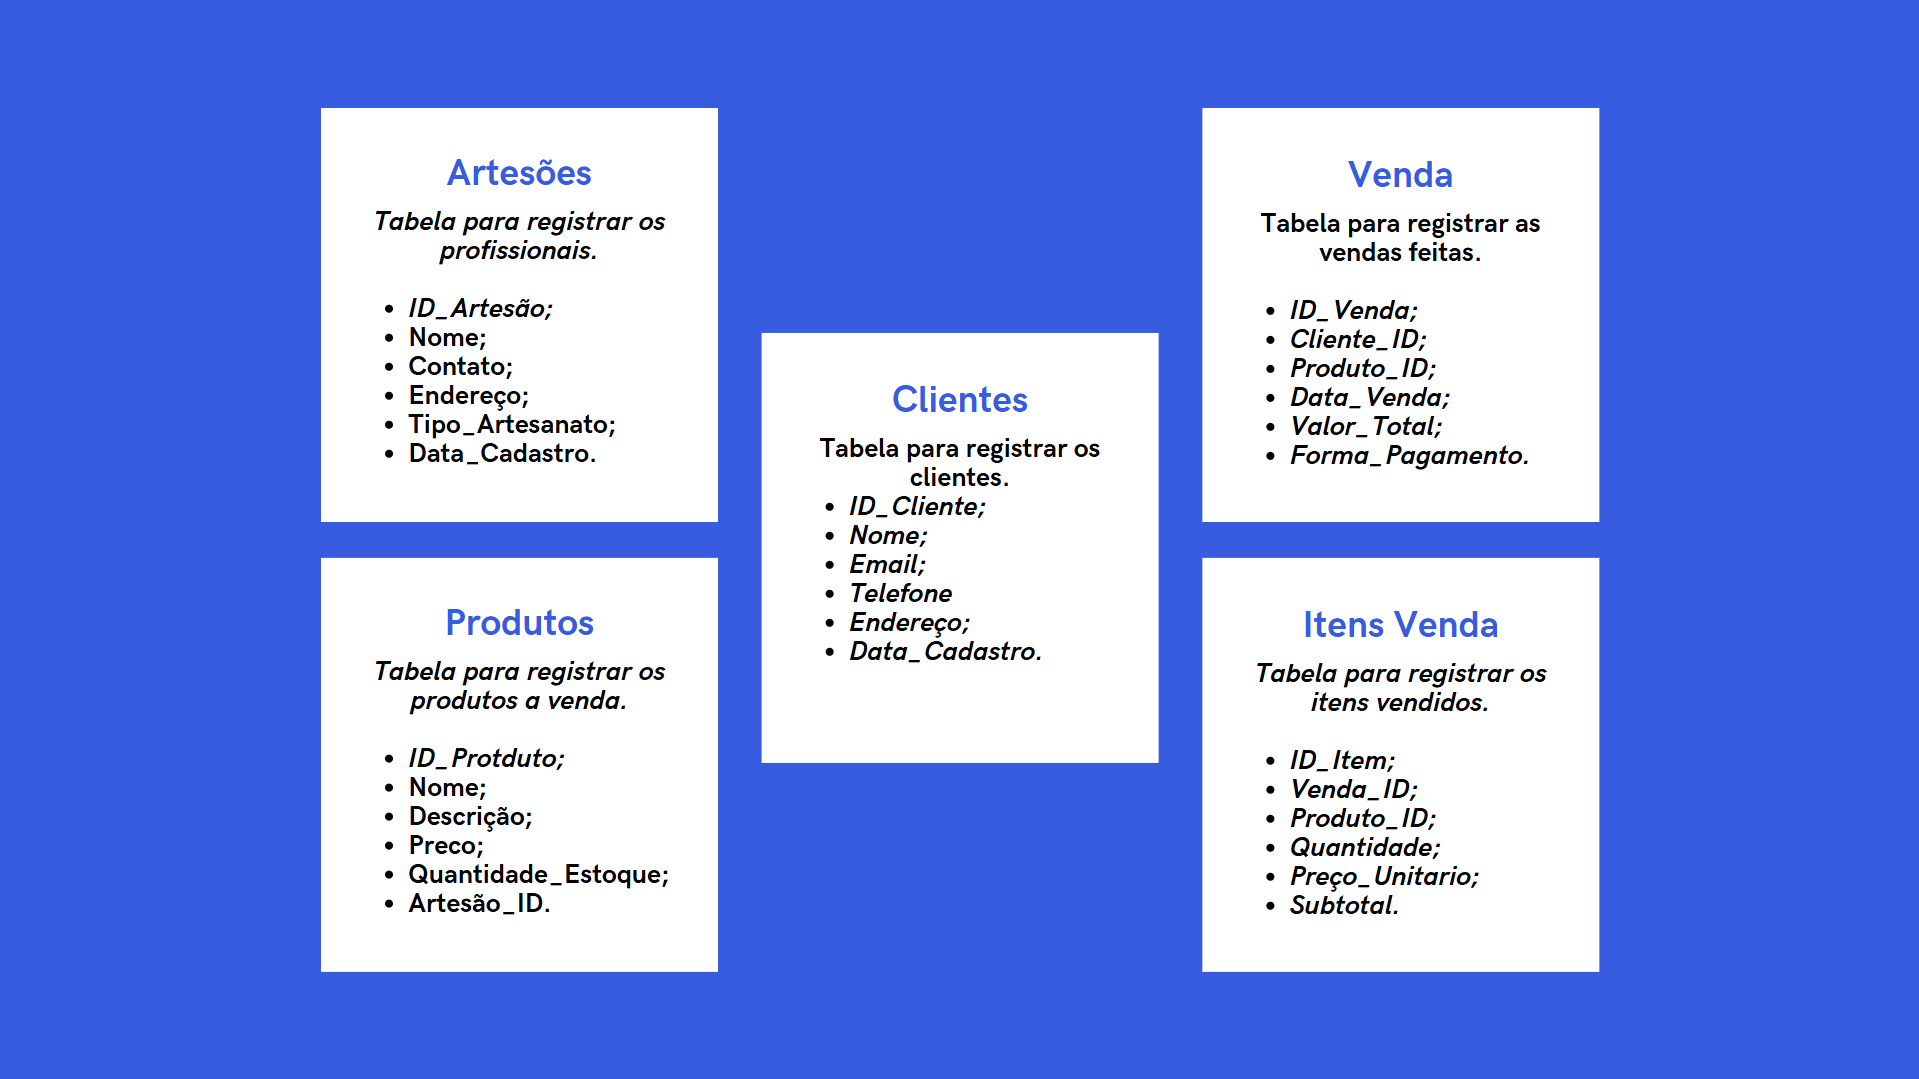 Artesões
Tabela para registrar os
profissionais.
ID_Artesão;
Nome;
Contato;
Endereço;
Tipo_Artesanato;
Data_Cadastro.
Produtos
Tabela para registrar os
produtos a venda.
ID_Protduto;
Nome;
Descrição;
Preco;
Quantidade_Estoque;
Artesão_ID.
Clientes
Tabela para registrar os
clientes.
ID_Cliente;
Nome;
Email;
Telefone
Endereço;
Data_Cadastro.
Venda
Tabela para registrar as
vendas feitas.
ID_Venda;
Cliente_ID;
Produto_ID;
Data_Venda;
Valor_Total;
Forma_Pagamento.
Itens Venda
Tabela para registrar os
itens vendidos.
ID_Item;
Venda_ID;
Produto_ID;
Quantidade;
Preço_Unitario;
Subtotal.